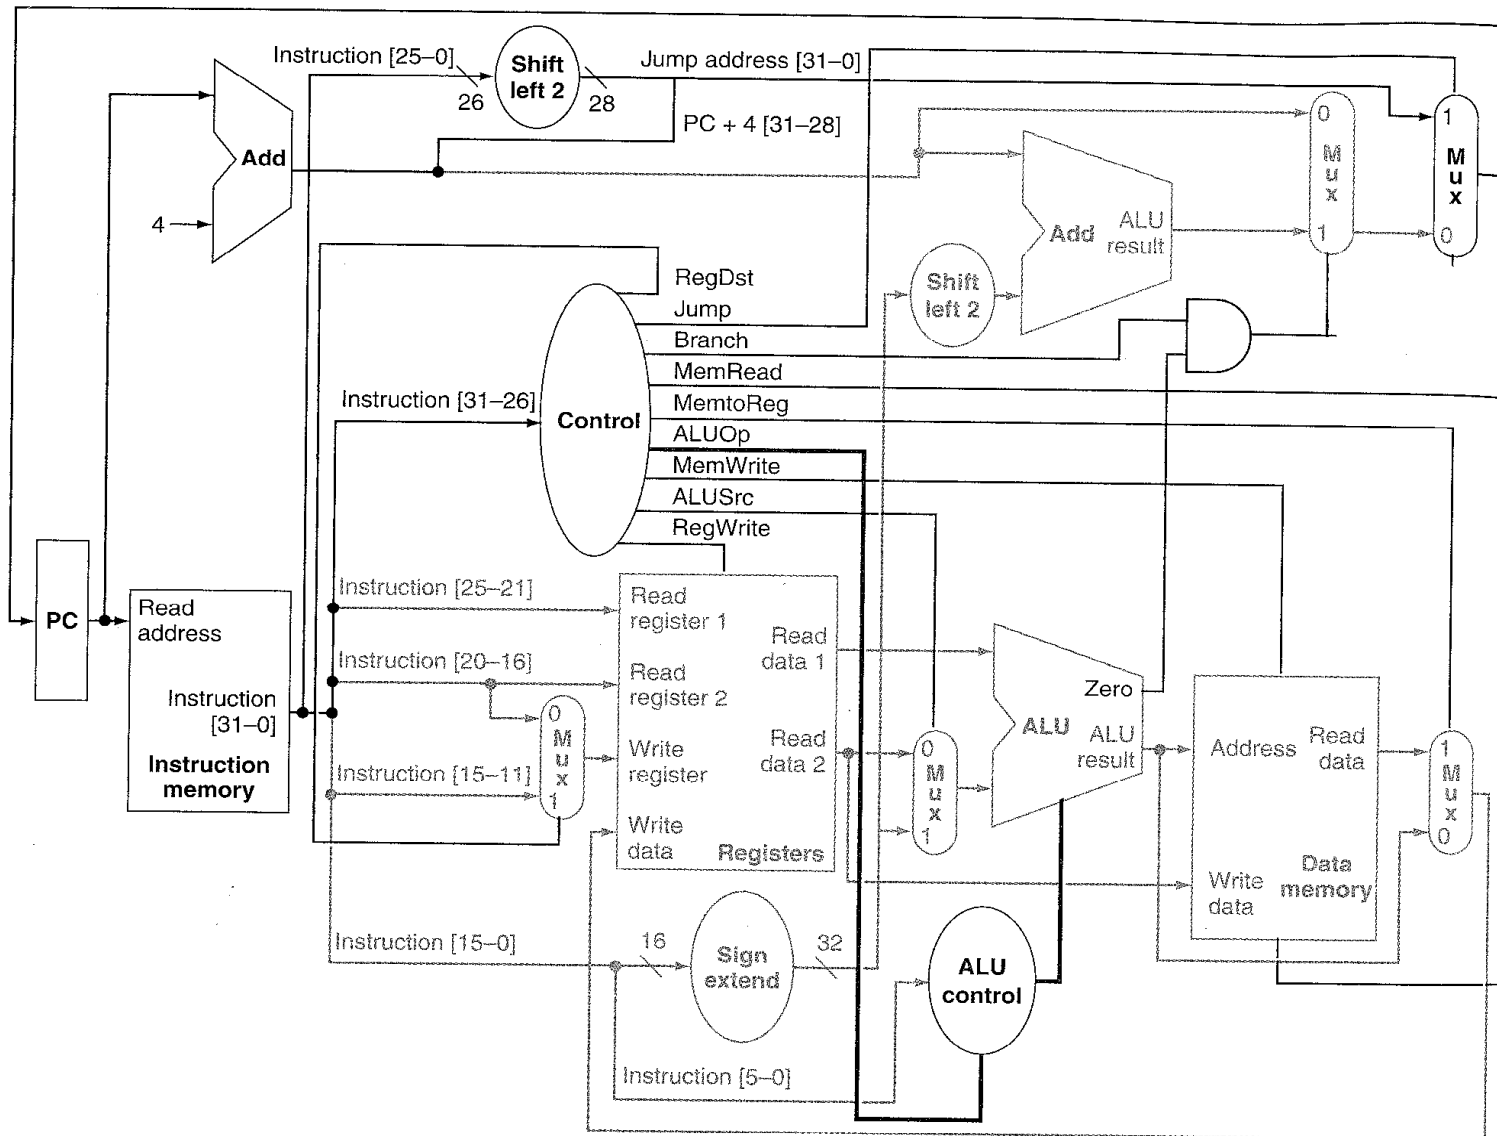 Instruction [25–0]
Shift
left 2
Jump address [31–0]
26
28
PC + 4 [31–28]
Add
4
0
M
u
x
1
1
M
u
x
0
Add
ALU
result
Shift
left 2
RegDst
Jump
Branch
MemRead
MemtoReg
ALUOp
MemWrite
ALUSrc
RegWrite
Instruction [31–26]
Control
PC
Read
address
Instruction
[31–0]
Instruction
memory
Instruction [25–21]
Instruction [20–16]
Instruction [15–11]
0
M
u
x
1
Read
register 1
Read
register 2
Write
register
Write
data
Read
data 1
Read
data 2
Registers
0
M
u
x
1
Zero
ALU
ALU
result
Address
Read
data
Write
data
Data
memory
1
M
u
x
0
Instruction [15–0]
16
Sign
extend
32
ALU
control
Instruction [5–0]